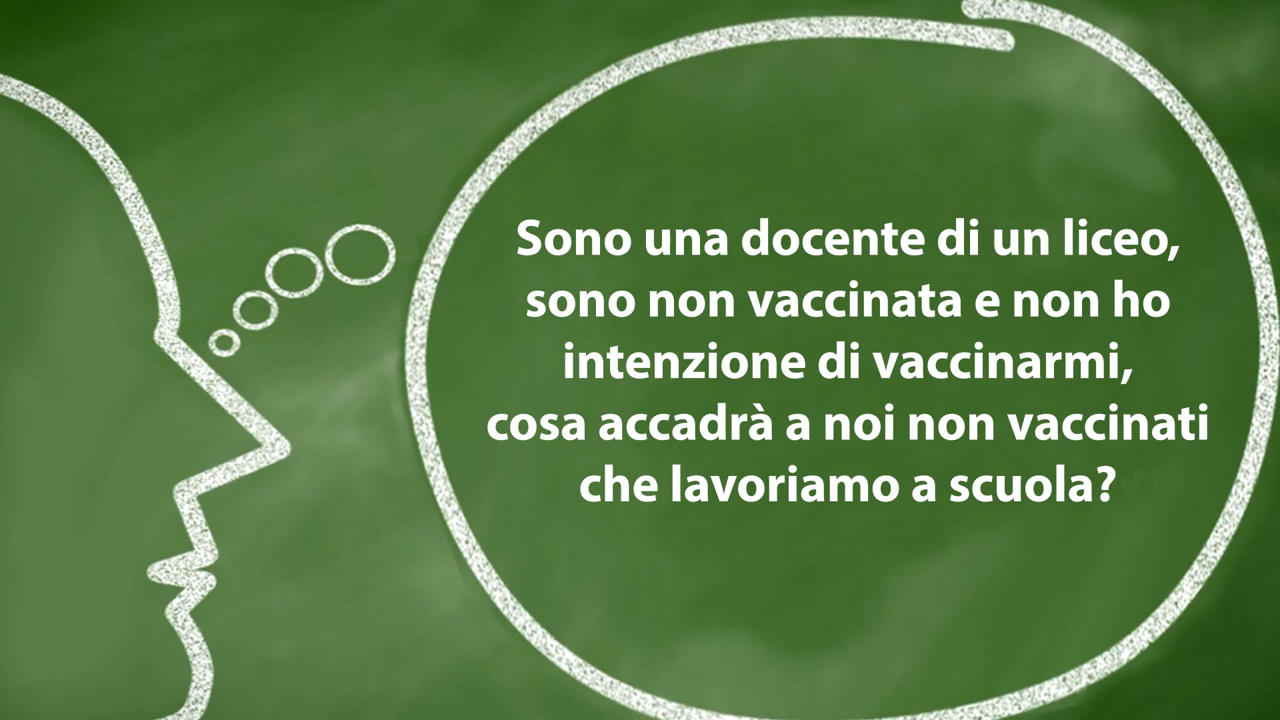 Sono una docente di un liceo,
sono non vaccinata e non ho
intenzione di vaccinarmi,
cosa accadrà a noi non vaccinati
che lavoriamo a scuola?